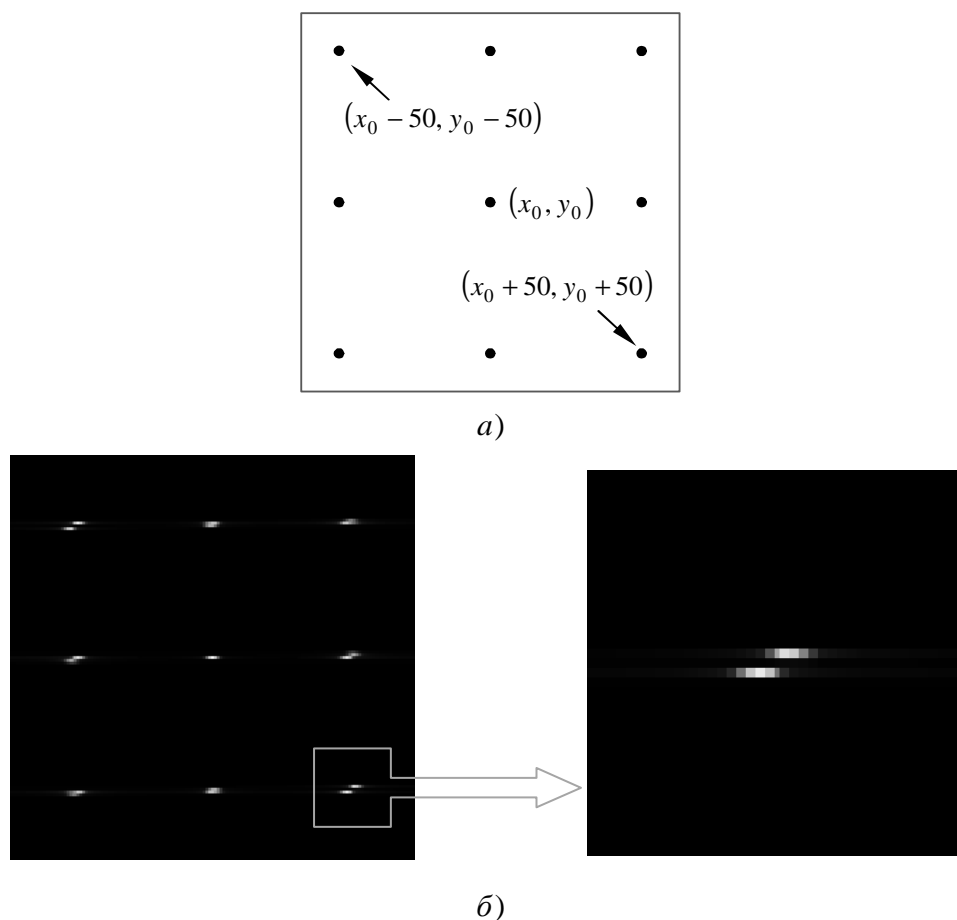 (x₀ − 50, y₀ − 50)
(x₀, y₀)
(x₀ + 50, y₀ + 50)
а)
б)